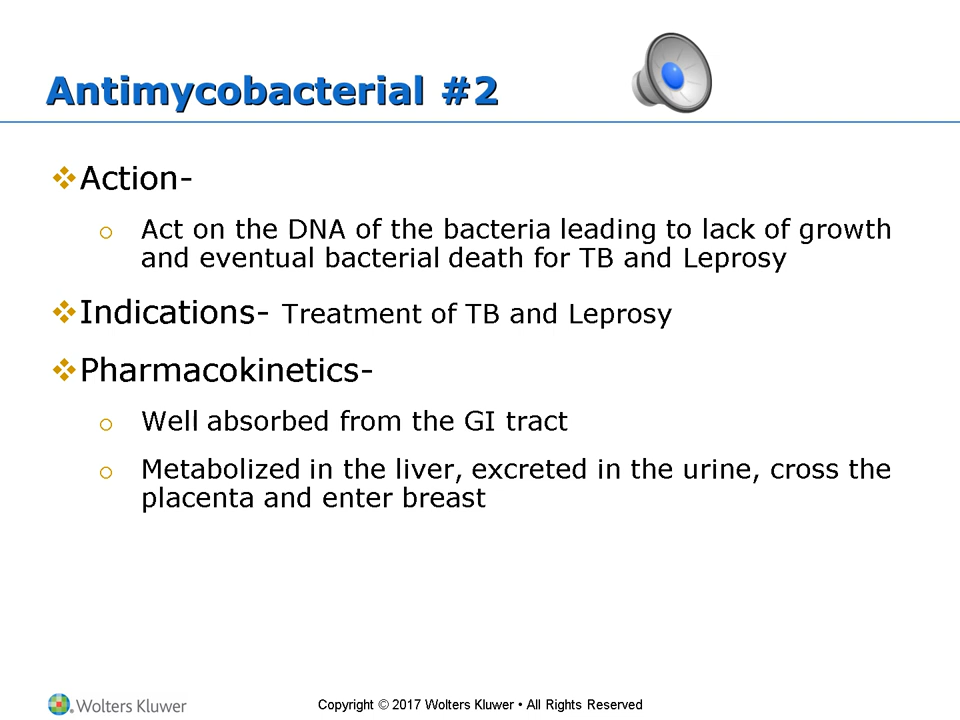 Antimycobacterial #2
Action-
Act on the DNA of the bacteria leading to lack of growth
and eventual bacterial death for TB and Leprosy
Indications- Treatment of TB and Leprosy
Pharmacokinetics-
Well absorbed from the GI tract
Metabolized in the liver, excreted in the urine, cross the
placenta and enter breast
Wolters Kluwer
Copyright © 2017 Wolters Kluwer • All Rights Reserved